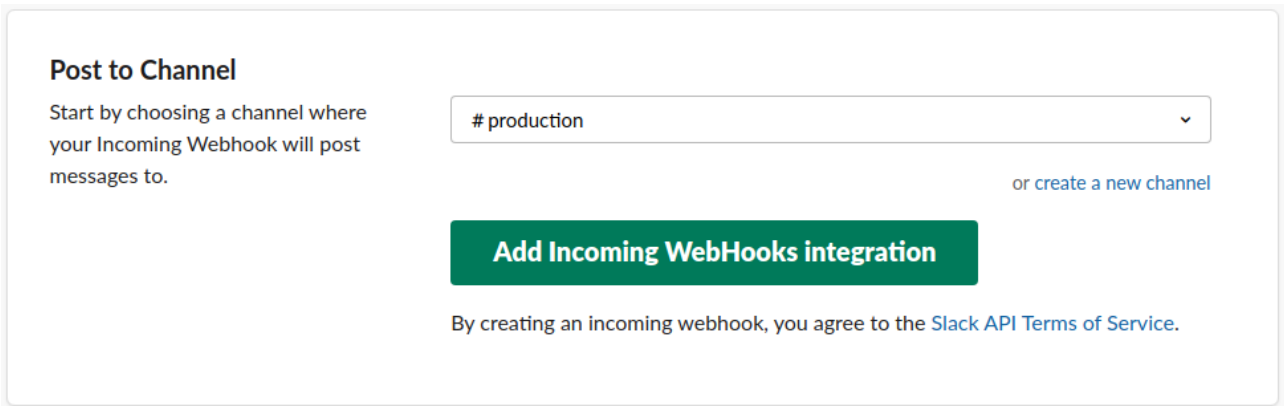 Post to Channel
Start by choosing a channel where
your Incoming Webhook will post
messages to.
# production
or create a new channel
Add Incoming WebHooks integration
By creating an incoming webhook, you agree to the Slack API Terms of Service.